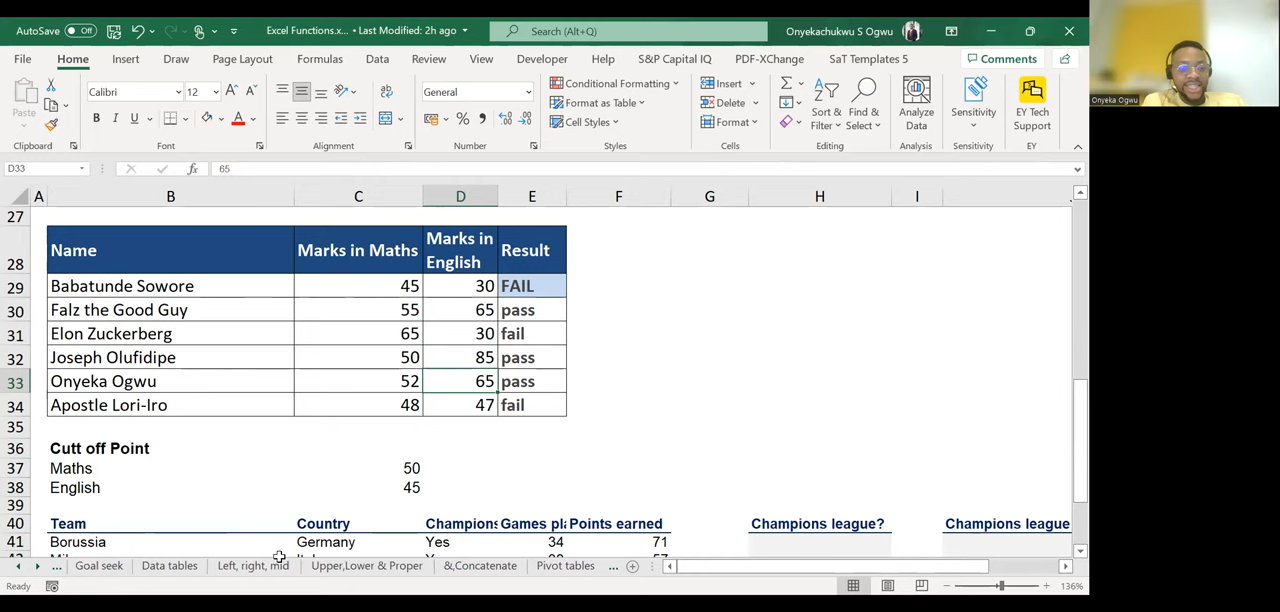 AutoSave Off Excel Functions.x... • Last Modified: 2h ago Search (Alt+Q) Onyekachukwu S Ogwu
File Home Insert Draw Page Layout Formulas Data Review View Developer Help S&P Capital IQ PDF-XChange SaT Templates 5 Comments
Paste Calibri 12 General Conditional Formatting Insert Sort & Filter Find & Select Analyze Data Sensitivity EY Tech Support
Format as Table Delete
B I U A Cell Styles Format
Clipboard Font Alignment Number Styles Cells Editing Analysis Sensitivity EY
Onyeka Ogwu
D33 fx 65
A B C D E F G H I
27
28 Name Marks in Maths Marks in English Result
29 Babatunde Sowore 45 30 FAIL
30 Falz the Good Guy 55 65 pass
31 Elon Zuckerberg 65 30 fail
32 Joseph Olufidipe 50 85 pass
33 Onyeka Ogwu 52 65 pass
34 Apostle Lori-Iro 48 47 fail
35
36 Cutt off Point
37 Maths 50
38 English 45
39
40 Team Country Champions Games pl Points earned Champions league? Champions league
41 Borussia Germany Yes 34 71
... Goal seek Data tables Left, right, mid Upper,Lower & Proper &,Concatenate Pivot tables ...
Ready 136%